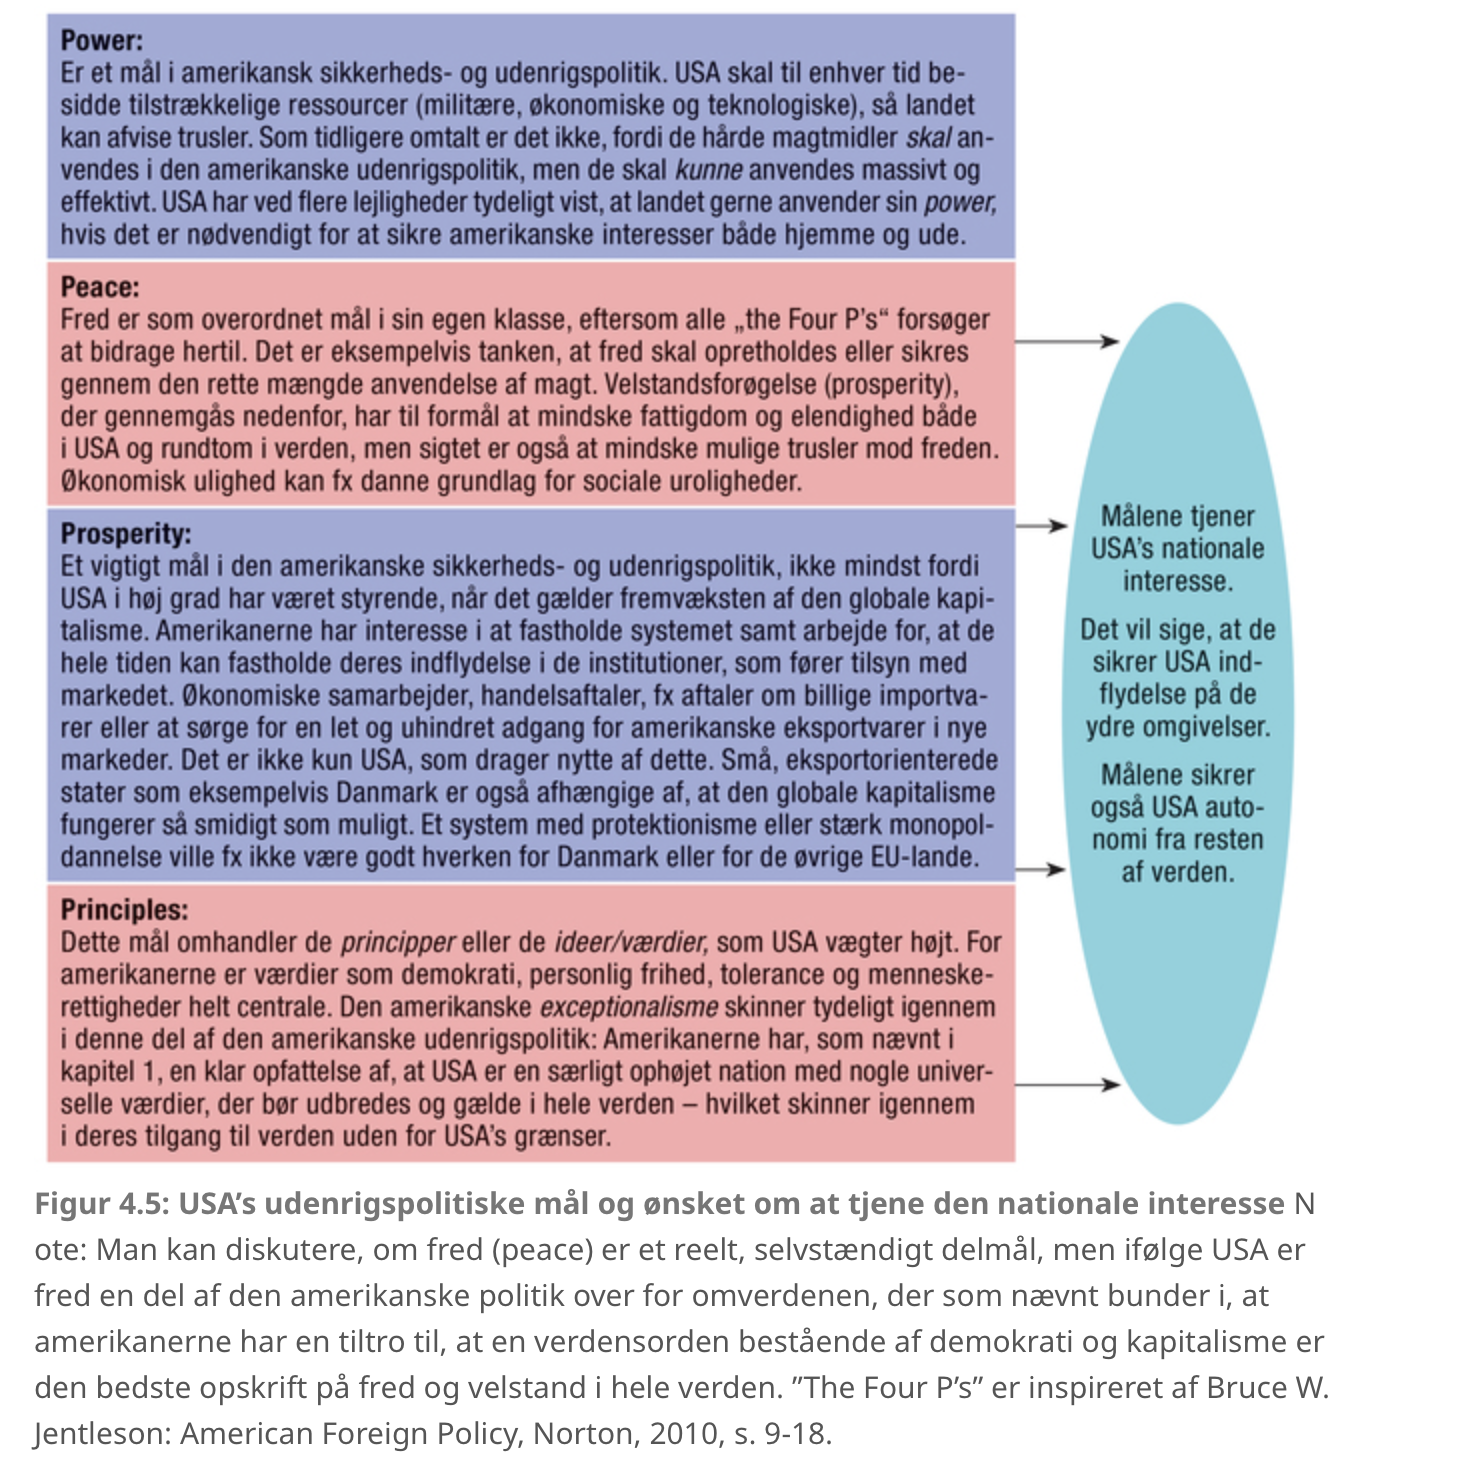 Power:
Er et mål i amerikansk sikkerheds- og udenrigspolitik. USA skal til enhver tid be-
sidde tilstrækkelige ressourcer (militære, økonomiske og teknologiske), så landet
kan afvise trusler. Som tidligere omtalt er det ikke, fordi de hårde magtmidler skal an-
vendes i den amerikanske udenrigspolitik, men de skal kunne anvendes massivt og
effektivt. USA har ved flere lejligheder tydeligt vist, at landet gerne anvender sin power,
hvis det er nødvendigt for at sikre amerikanske interesser både hjemme og ude.
Peace:
Fred er som overordnet mål i sin egen klasse, eftersom alle „the Four P's“ forsøger
at bidrage hertil. Det er eksempelvis tanken, at fred skal opretholdes eller sikres
gennem den rette mængde anvendelse af magt. Velstandsforøgelse (prosperity),
der gennemgås nedenfor, har til formål at mindske fattigdom og elendighed både
i USA og rundtom i verden, men sigtet er også at mindske mulige trusler mod freden.
Økonomisk ulighed kan fx danne grundlag for sociale uroligheder.
Prosperity:
Et vigtigt mål i den amerikanske sikkerheds- og udenrigspolitik, ikke mindst fordi
USA i høj grad har været styrende, når det gælder fremvæksten af den globale kapi-
talisme. Amerikanerne har interesse i at fastholde systemet samt arbejde for, at de
hele tiden kan fastholde deres indflydelse i de institutioner, som fører tilsyn med
markedet. Økonomiske samarbejder, handelsaftaler, fx aftaler om billige importva-
rer eller at sørge for en let og uhindret adgang for amerikanske eksportvarer i nye
markeder. Det er ikke kun USA, som drager nytte af dette. Små, eksportorienterede
stater som eksempelvis Danmark er også afhængige af, at den globale kapitalisme
fungerer så smidigt som muligt. Et system med protektionisme eller stærk monopol-
dannelse ville fx ikke være godt hverken for Danmark eller for de øvrige EU-lande.
Principles:
Dette mål omhandler de principper eller de ideer/værdier, som USA vægter højt. For
amerikanerne er værdier som demokrati, personlig frihed, tolerance og menneske-
rettigheder helt centrale. Den amerikanske exceptionalisme skinner tydeligt igennem
i denne del af den amerikanske udenrigspolitik: Amerikanerne har, som nævnt i
kapitel 1, en klar opfattelse af, at USA er en særligt ophøjet nation med nogle univer-
selle værdier, der bør udbredes og gælde i hele verden – hvilket skinner igennem
i deres tilgang til verden uden for USA's grænser.
Målene tjener
USA's nationale
interesse.
Det vil sige, at de
sikrer USA ind-
flydelse på de
ydre omgivelser.
Målene sikrer
også USA auto-
nomi fra resten
af verden.
Figur 4.5: USA’s udenrigspolitiske mål og ønsket om at tjene den nationale interesse N
ote: Man kan diskutere, om fred (peace) er et reelt, selvstændigt delmål, men ifølge USA er
fred en del af den amerikanske politik over for omverdenen, der som nævnt bunder i, at
amerikanerne har en tiltro til, at en verdensorden bestående af demokrati og kapitalisme er
den bedste opskrift på fred og velstand i hele verden. ”The Four P’s” er inspireret af Bruce W.
Jentleson: American Foreign Policy, Norton, 2010, s. 9-18.